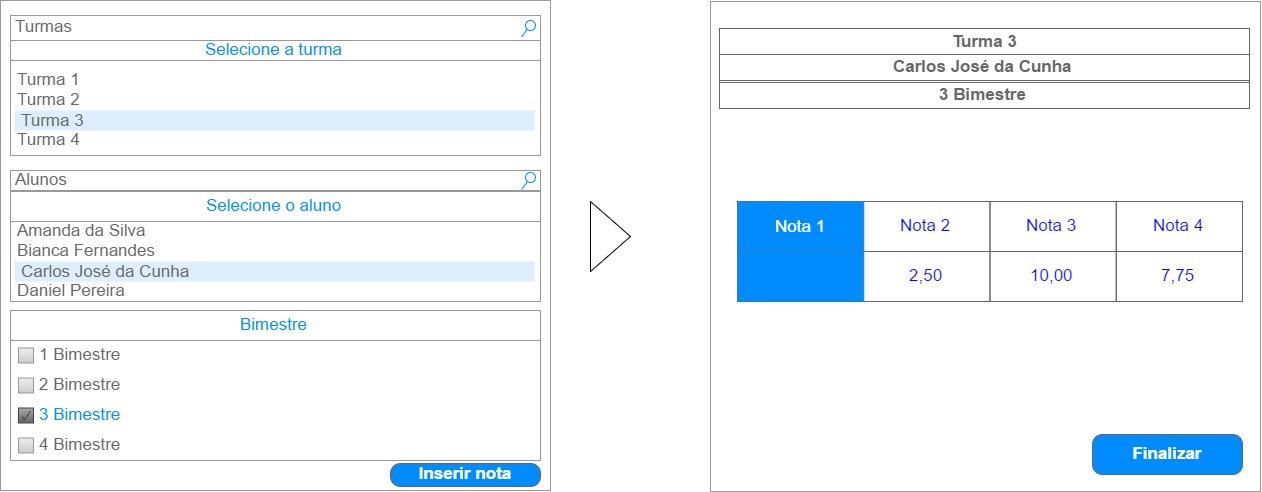 Turmas
Selecione a turma
Turma 1
Turma 2
Turma 3
Turma 4
Alunos
Selecione o aluno
Amanda da Silva
Bianca Fernandes
Carlos José da Cunha
Daniel Pereira
Bimestre
1 Bimestre
2 Bimestre
3 Bimestre
4 Bimestre
Inserir nota
Turma 3
Carlos José da Cunha
3 Bimestre
Nota 1 Nota 2 Nota 3 Nota 4
2,50 10,00 7,75
Finalizar